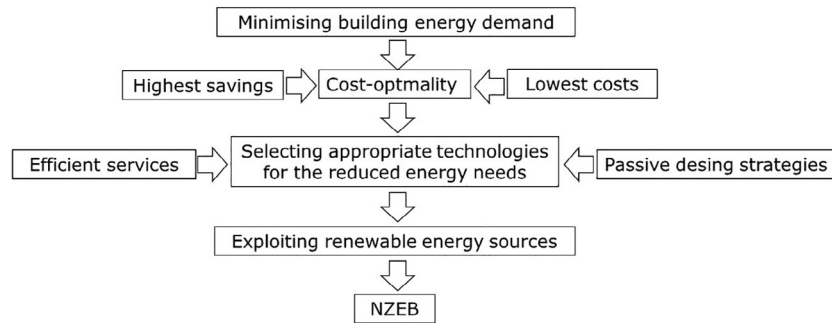 Minimising building energy demand
Highest savings
Cost-optmality
Lowest costs
Efficient services
Selecting appropriate technologies
for the reduced energy needs
Passive desing strategies
Exploiting renewable energy sources
NZEB